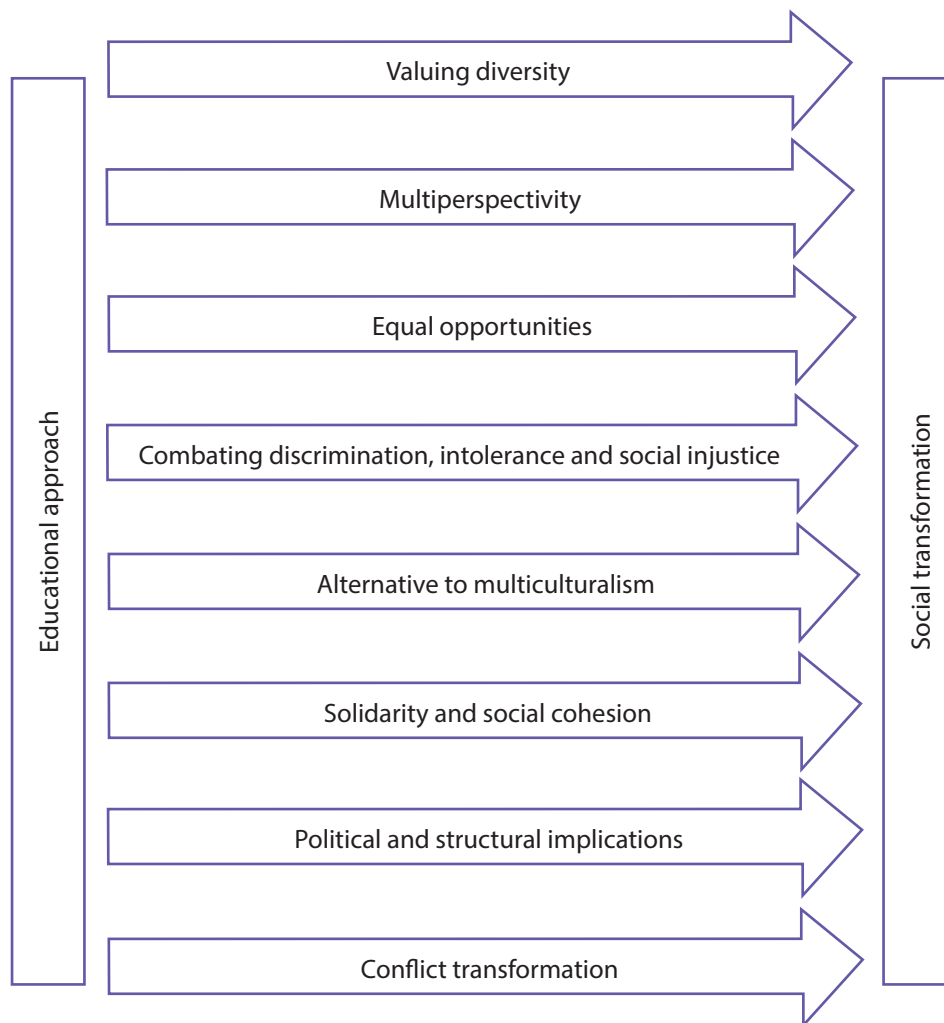 Educational approach
Valuing diversity
Multiperspectivity
Equal opportunities
Combating discrimination, intolerance and social injustice
Alternative to multiculturalism
Solidarity and social cohesion
Political and structural implications
Conflict transformation
Social transformation